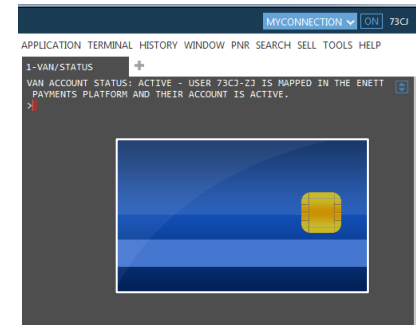 MYCONNECTION ON 73CJ
APPLICATION TERMINAL HISTORY WINDOW PNR SEARCH SELL TOOLS HELP
1-VAN/STATUS
VAN ACCOUNT STATUS: ACTIVE - USER 73CJ-ZJ IS MAPPED IN THE ENETT
PAYMENTS PLATFORM AND THEIR ACCOUNT IS ACTIVE.
>